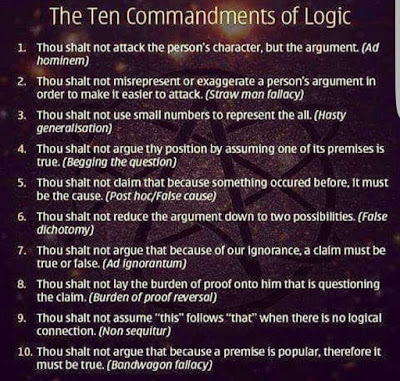 The Ten Commandments of Logic
1. Thou shalt not attack the person's character, but the argument. (Ad
hominem)
2. Thou shalt not misrepresent or exaggerate a person's argument in
order to make it easier to attack. (Straw man fallacy)
3. Thou shalt not use small numbers to represent the all. (Hasty
generalisation)
4. Thou shalt not argue thy position by assuming one of its premises is
true. (Begging the question)
5. Thou shalt not claim that because something occured before, it must
be the cause. (Post hoc/False cause)
6. Thou shalt not reduce the argument down to two possibilities. (False
dichotomy)
7. Thou shalt not argue that because of our ignorance, a claim must be
true or false. (Ad ignorantum)
8. Thou shalt not lay the burden of proof onto him that is questioning
the claim. (Burden of proof reversal)
9. Thou shalt not assume "this" follows "that" when there is no logical
connection. (Non sequitur)
10. Thou shalt not argue that because a premise is popular, therefore it
must be true. (Bandwagon fallacy)